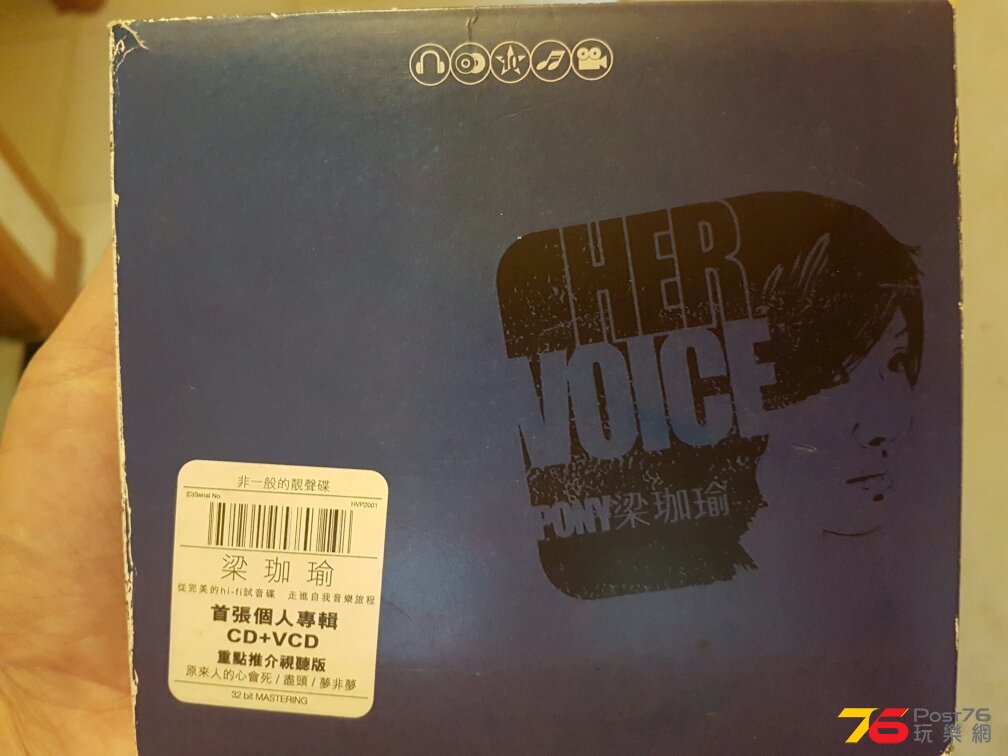 HER
VOICE
PONY梁珈瑜
非一般的靚聲碟
(D)Serial No.
HVP2001
梁珈瑜
從完美的hi-fi試音碟 走進自我音樂旅程
首張個人專輯
CD+VCD
重點推介視聽版
原來人的心會死/盡頭/夢非夢
32 bit MASTERING
76 Post76
玩樂網